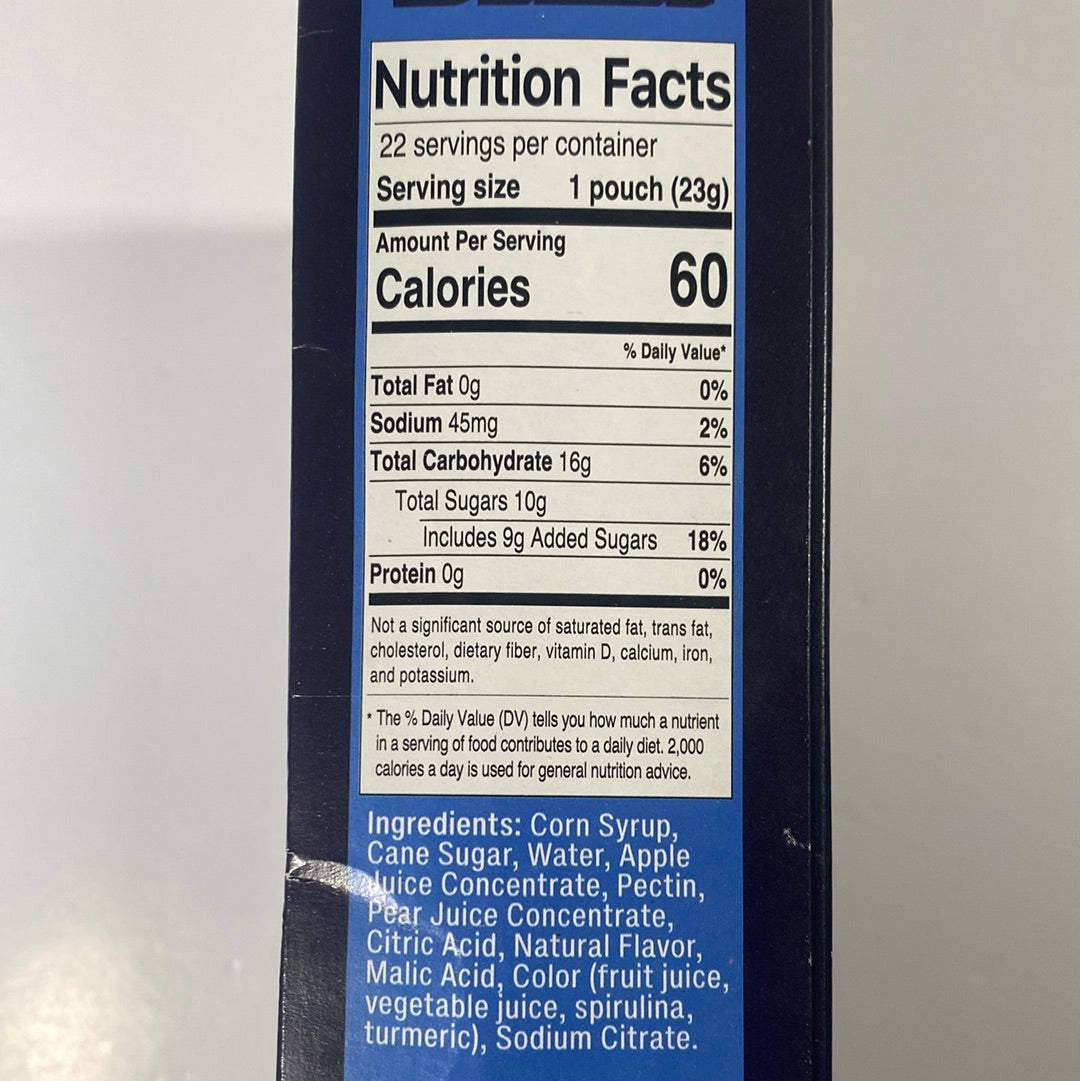 Nutrition Facts
22 servings per container
Serving size 1 pouch (23g)
Amount Per Serving
Calories 60
% Daily Value*
Total Fat 0g 0%
Sodium 45mg 2%
Total Carbohydrate 16g 6%
Total Sugars 10g
Includes 9g Added Sugars 18%
Protein 0g 0%
Not a significant source of saturated fat, trans fat,
cholesterol, dietary fiber, vitamin D, calcium, iron,
and potassium.
* The % Daily Value (DV) tells you how much a nutrient
in a serving of food contributes to a daily diet. 2,000
calories a day is used for general nutrition advice.
Ingredients: Corn Syrup,
Cane Sugar, Water, Apple
Juice Concentrate, Pectin,
Pear Juice Concentrate,
Citric Acid, Natural Flavor,
Malic Acid, Color (fruit juice,
vegetable juice, spirulina,
turmeric), Sodium Citrate.